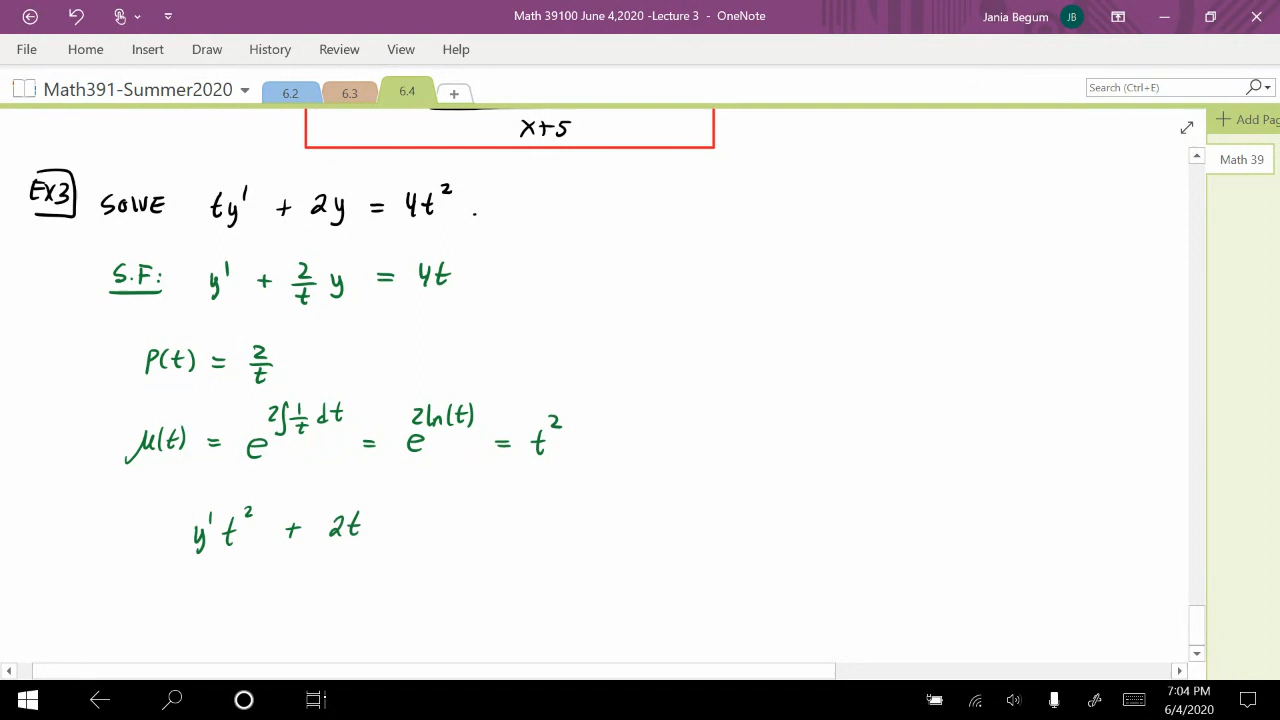 Math 39100 June 4,2020 -Lecture 3 - OneNote
Jania Begum JB
File Home Insert Draw History Religion Review View Help
Math391-Summer2020 6.2 6.3 6.4 +
Search (Ctrl+E)
Add Pag
Math 39
x+5
EX3 SOLVE ty' + 2y = 4t² .
S.F: y' + 2/t y = 4t
P(t) = 2/t
μ(t) = e^{2∫1/t dt} = e^{2ln(t)} = t²
y't² + 2t
7:04 PM
6/4/2020